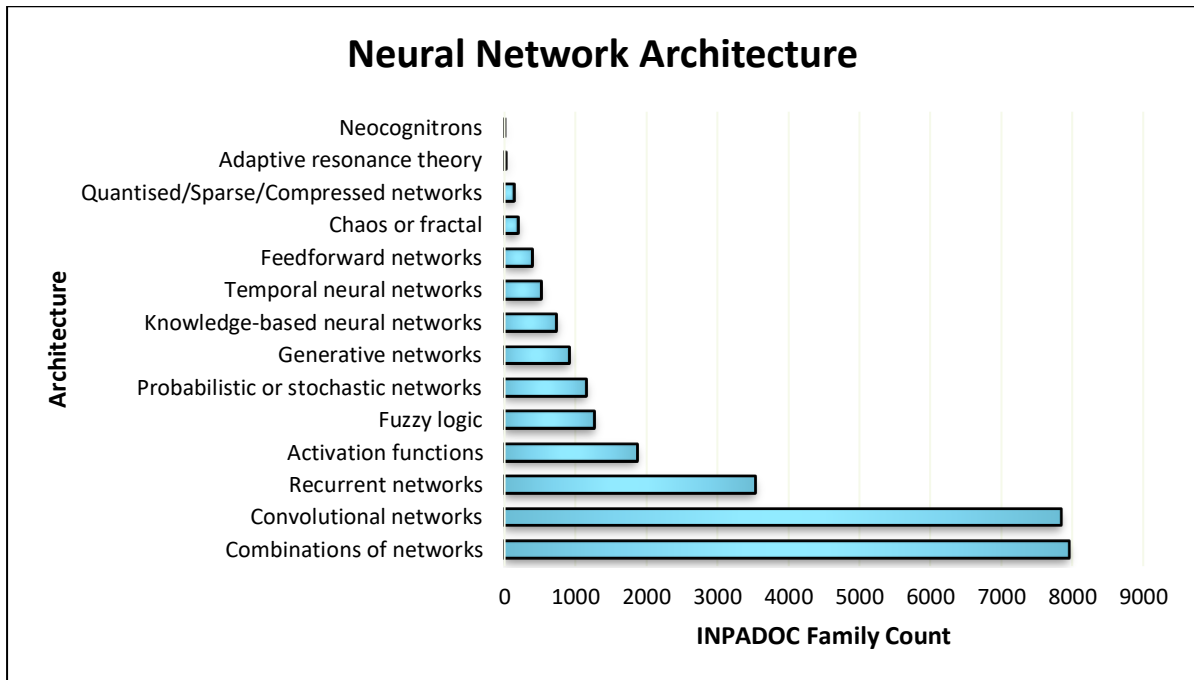 Neural Network Architecture
Architecture
Neocognitrons
Adaptive resonance theory
Quantised/Sparse/Compressed networks
Chaos or fractal
Feedforward networks
Temporal neural networks
Knowledge-based neural networks
Generative networks
Probabilistic or stochastic networks
Fuzzy logic
Activation functions
Recurrent networks
Convolutional networks
Combinations of networks
0 1000 2000 3000 4000 5000 6000 7000 8000 9000
INPADOC Family Count